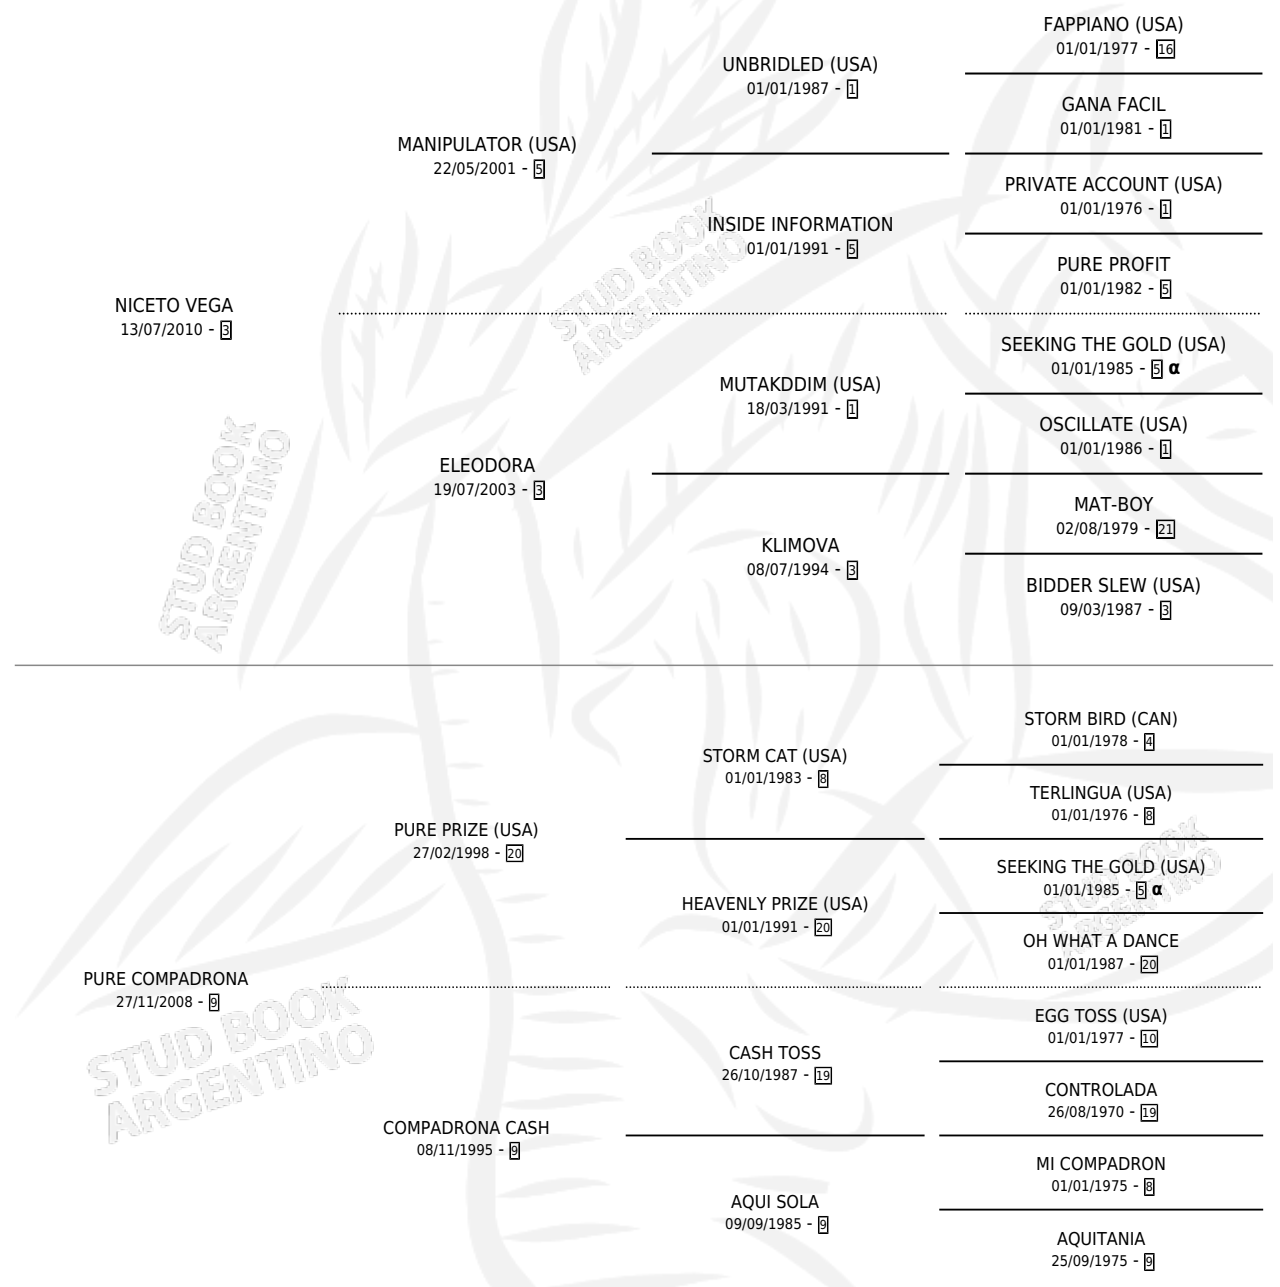 FAPPIANO (USA)
01/01/1977 - 16
UNBRIDLED (USA)
01/01/1987 - 1
GANA FACIL
01/01/1981 - 1
MANIPULATOR (USA)
22/05/2001 - 5
PRIVATE ACCOUNT (USA)
01/01/1976 - 1
INSIDE INFORMATION
01/01/1991 - 5
PURE PROFIT
01/01/1982 - 5
NICETO VEGA
13/07/2010 - 3
SEEKING THE GOLD (USA)
01/01/1985 - 5 α
MUTAKDDIM (USA)
18/03/1991 - 1
OSCILLATE (USA)
01/01/1986 - 1
ELEODORA
19/07/2003 - 3
MAT-BOY
02/08/1979 - 21
KLIMOVA
08/07/1994 - 3
BIDDER SLEW (USA)
09/03/1987 - 3
STUD BOOK
ARGENTINO
STUD BOOK
ARGENTINO
STORM BIRD (CAN)
01/01/1978 - 4
STORM CAT (USA)
01/01/1983 - 8
TERLINGUA (USA)
01/01/1976 - 8
PURE PRIZE (USA)
27/02/1998 - 20
SEEKING THE GOLD (USA)
01/01/1985 - 5 α
HEAVENLY PRIZE (USA)
01/01/1991 - 20
OH WHAT A DANCE
01/01/1987 - 20
PURE COMPADRONA
27/11/2008 - 9
EGG TOSS (USA)
01/01/1977 - 10
CASH TOSS
26/10/1987 - 19
CONTROLADA
26/08/1970 - 19
COMPADRONA CASH
08/11/1995 - 9
MI COMPADRON
01/01/1975 - 8
AQUI SOLA
09/09/1985 - 9
AQUITANIA
25/09/1975 - 9
STUD BOOK
ARGENTINO
STUD BOOK
ARGENTINO